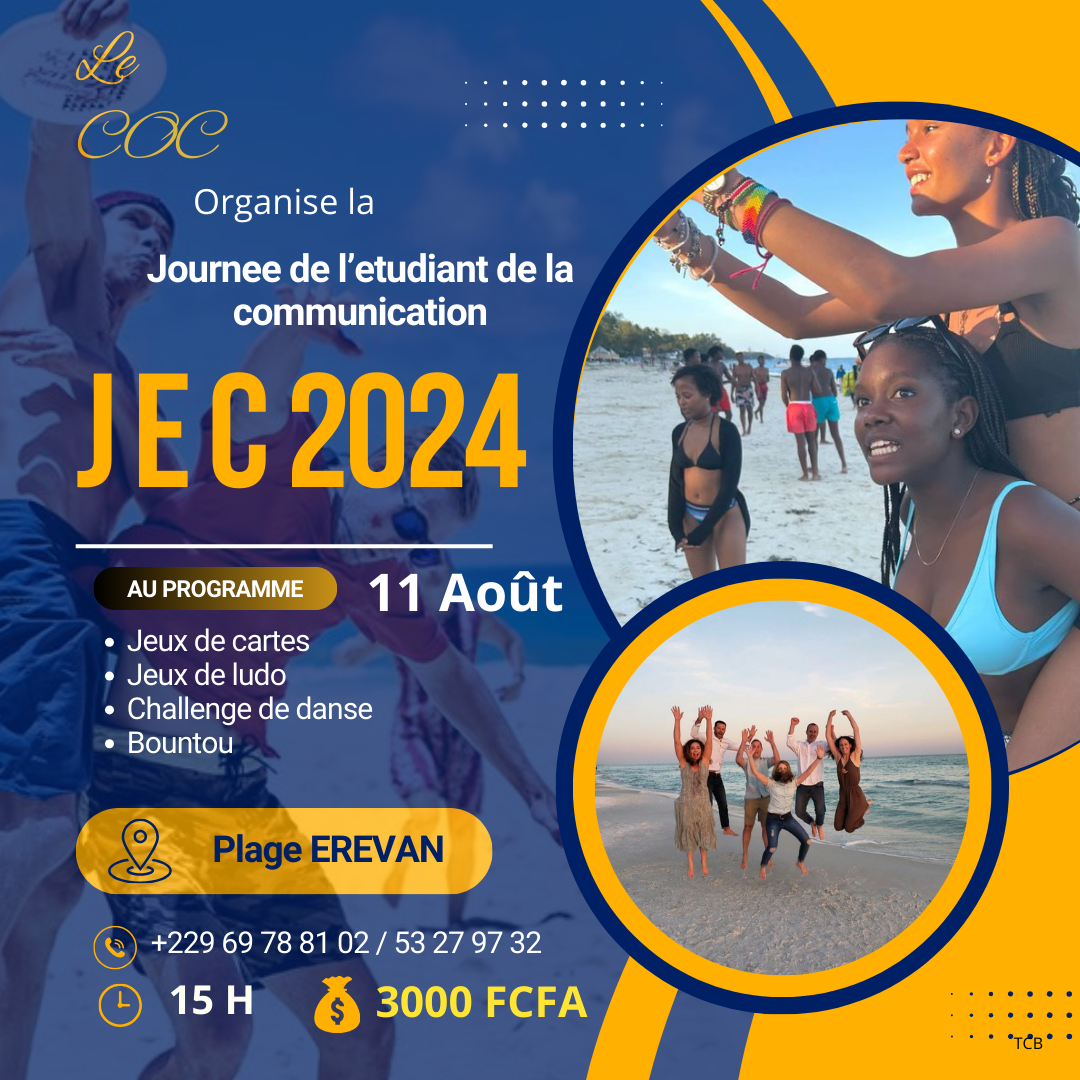 Le
COC
Organise la
Journee de l’etudiant de la
communication
J E C 2024
AU PROGRAMME
11 Août
Jeux de cartes
Jeux de ludo
Challenge de danse
Bountou
Plage EREVAN
+229 69 78 81 02 / 53 27 97 32
15 H
3000 FCFA
TCB